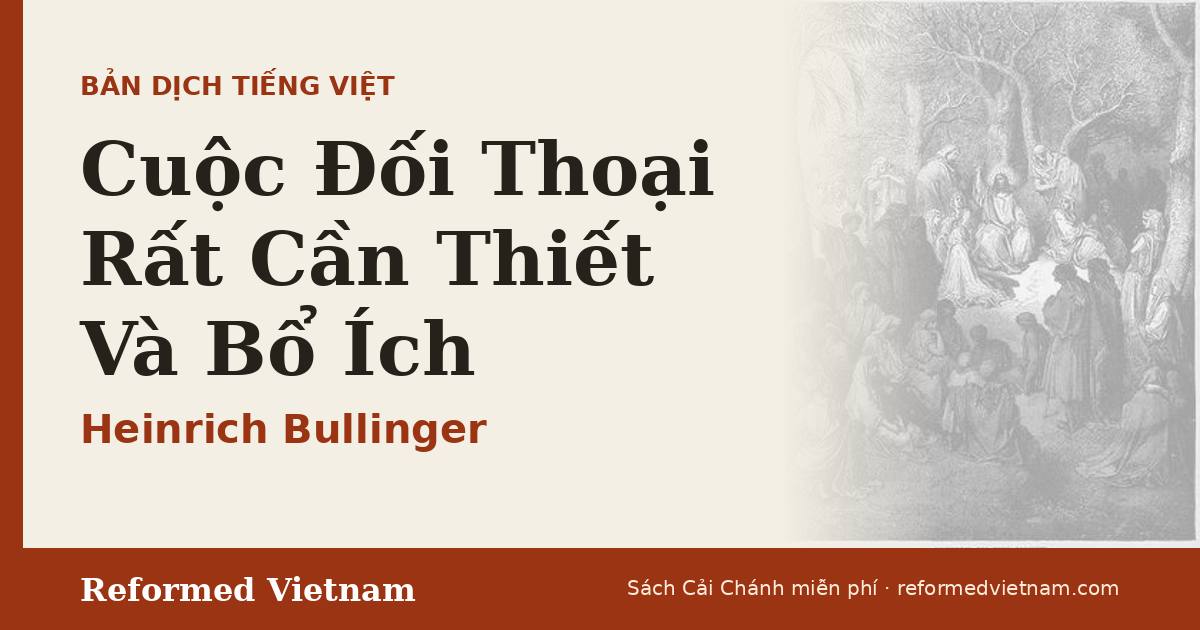 BẢN DỊCH TIẾNG VIỆT
Cuộc Đối Thoại
Rất Cần Thiết
Và Bổ Ích
Heinrich Bullinger
Reformed Vietnam
Sách Cải Chánh miễn phí · reformedvietnam.com